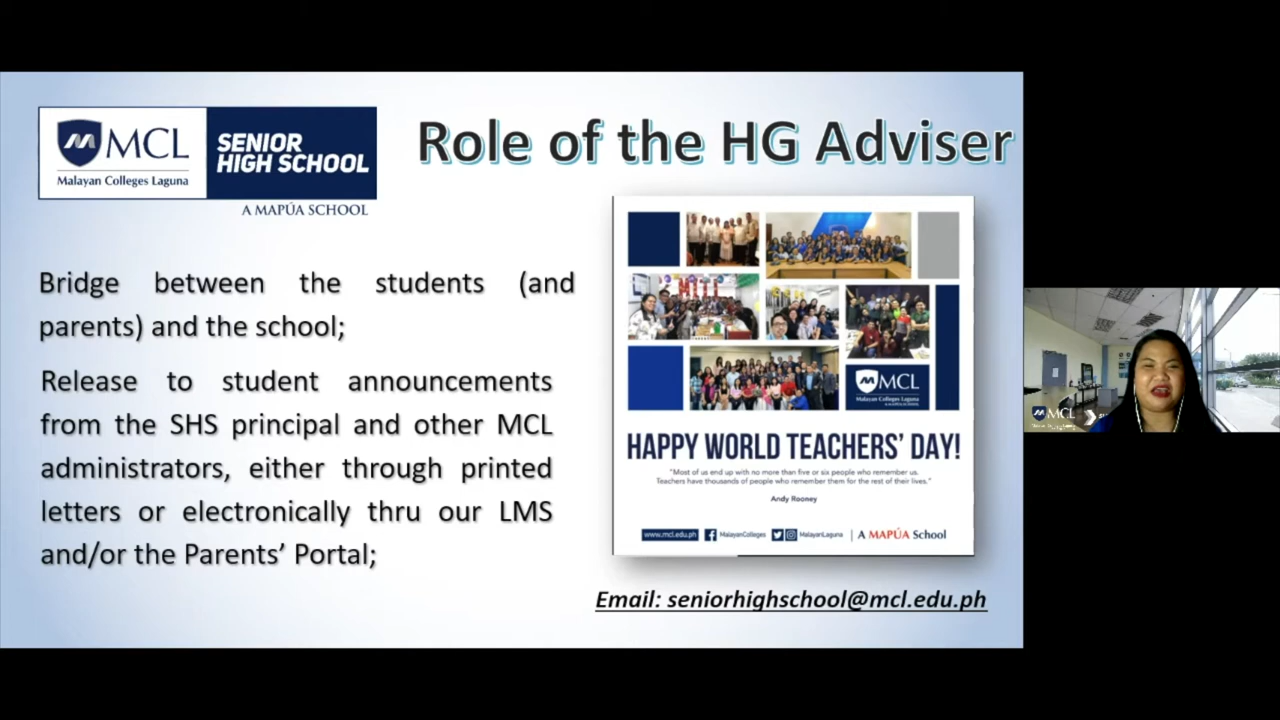 MCL
Malayan Colleges Laguna
SENIOR
HIGH SCHOOL
A MAPÚA SCHOOL
Role of the HG Adviser
Bridge between the students (and
parents) and the school;
Release to student announcements
from the SHS principal and other MCL
administrators, either through printed
letters or electronically thru our LMS
and/or the Parents' Portal;
MCL
Malayan Colleges Laguna
HAPPY WORLD TEACHERS' DAY!
"Most of us end up with no more than five or six people who remember us.
Teachers have thousands of people who remember them for the rest of their lives."
Andy Rooney
www.mcl.edu.ph MalayanColleges MalayanLaguna | A MAPÚA School
Email: seniorhighschool@mcl.edu.ph
MCL